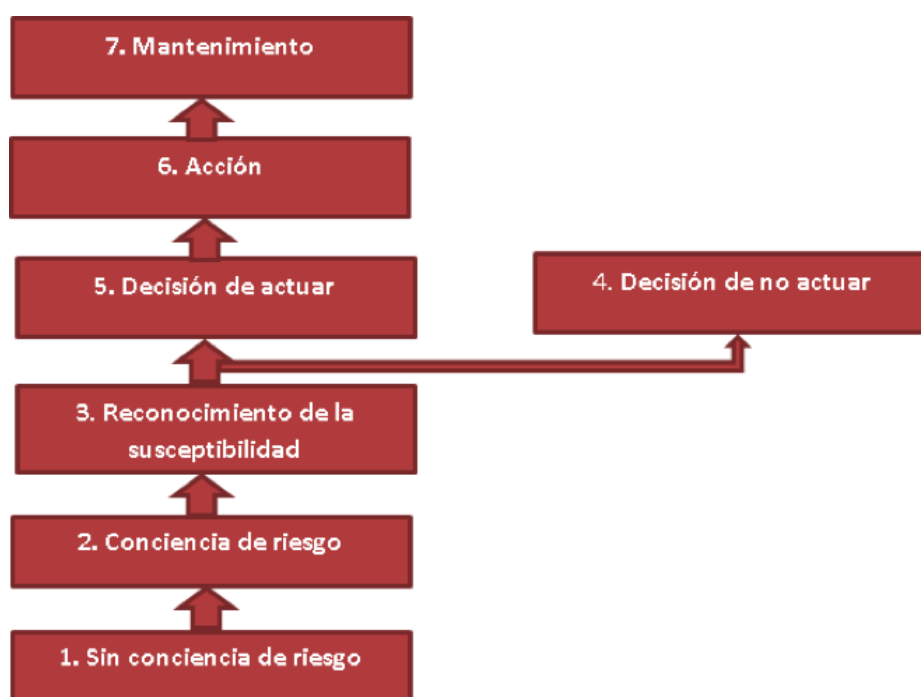 7. Mantenimiento
6. Acción
5. Decisión de actuar
4. Decisión de no actuar
3. Reconocimiento de la
susceptibilidad
2. Conciencia de riesgo
1. Sin conciencia de riesgo